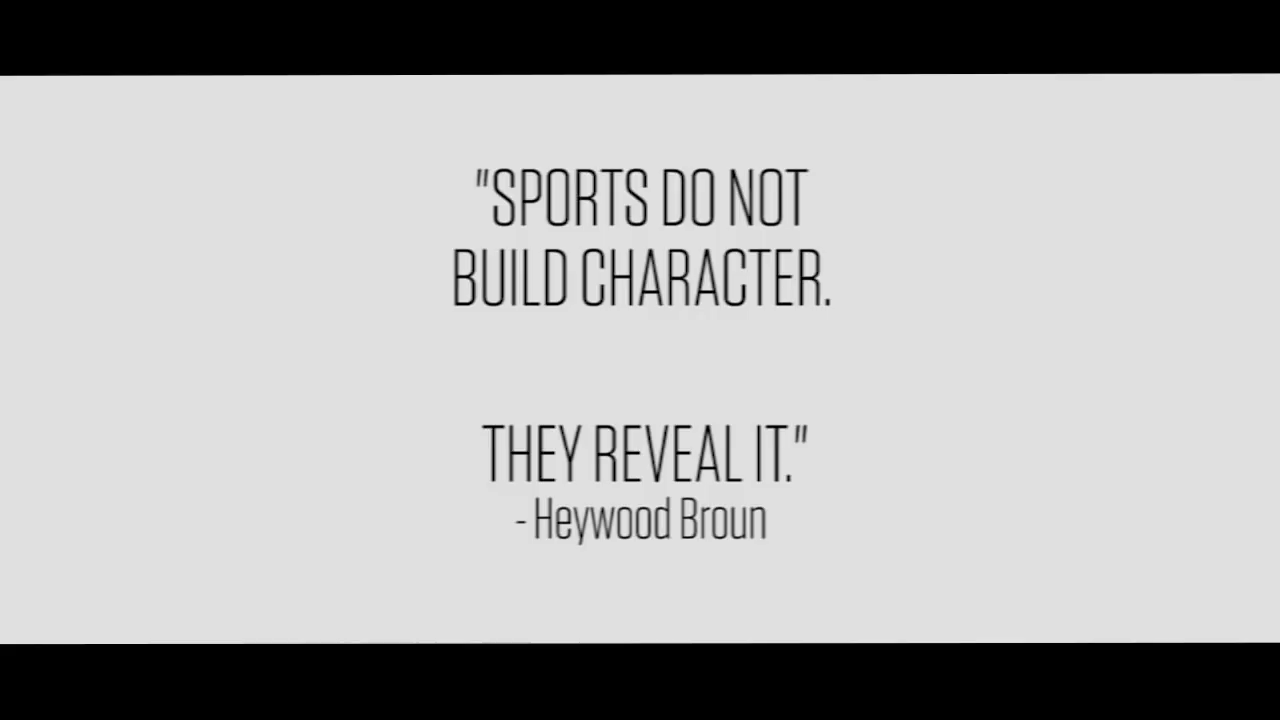 "SPORTS DO NOT
BUILD CHARACTER.
THEY REVEAL IT."
- Heywood Broun